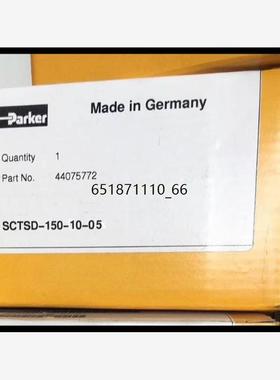 Parker
Made in Germany
Quantity 1
Part No. 44075772
651871110_66
SCTSD-150-10-05